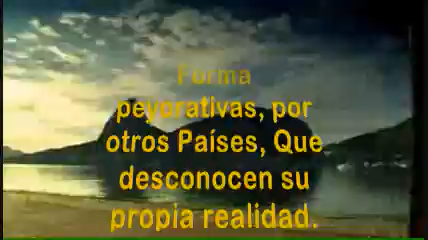 Forma
peyorativas, por
otros Países, Que
desconocen su
propia realidad.